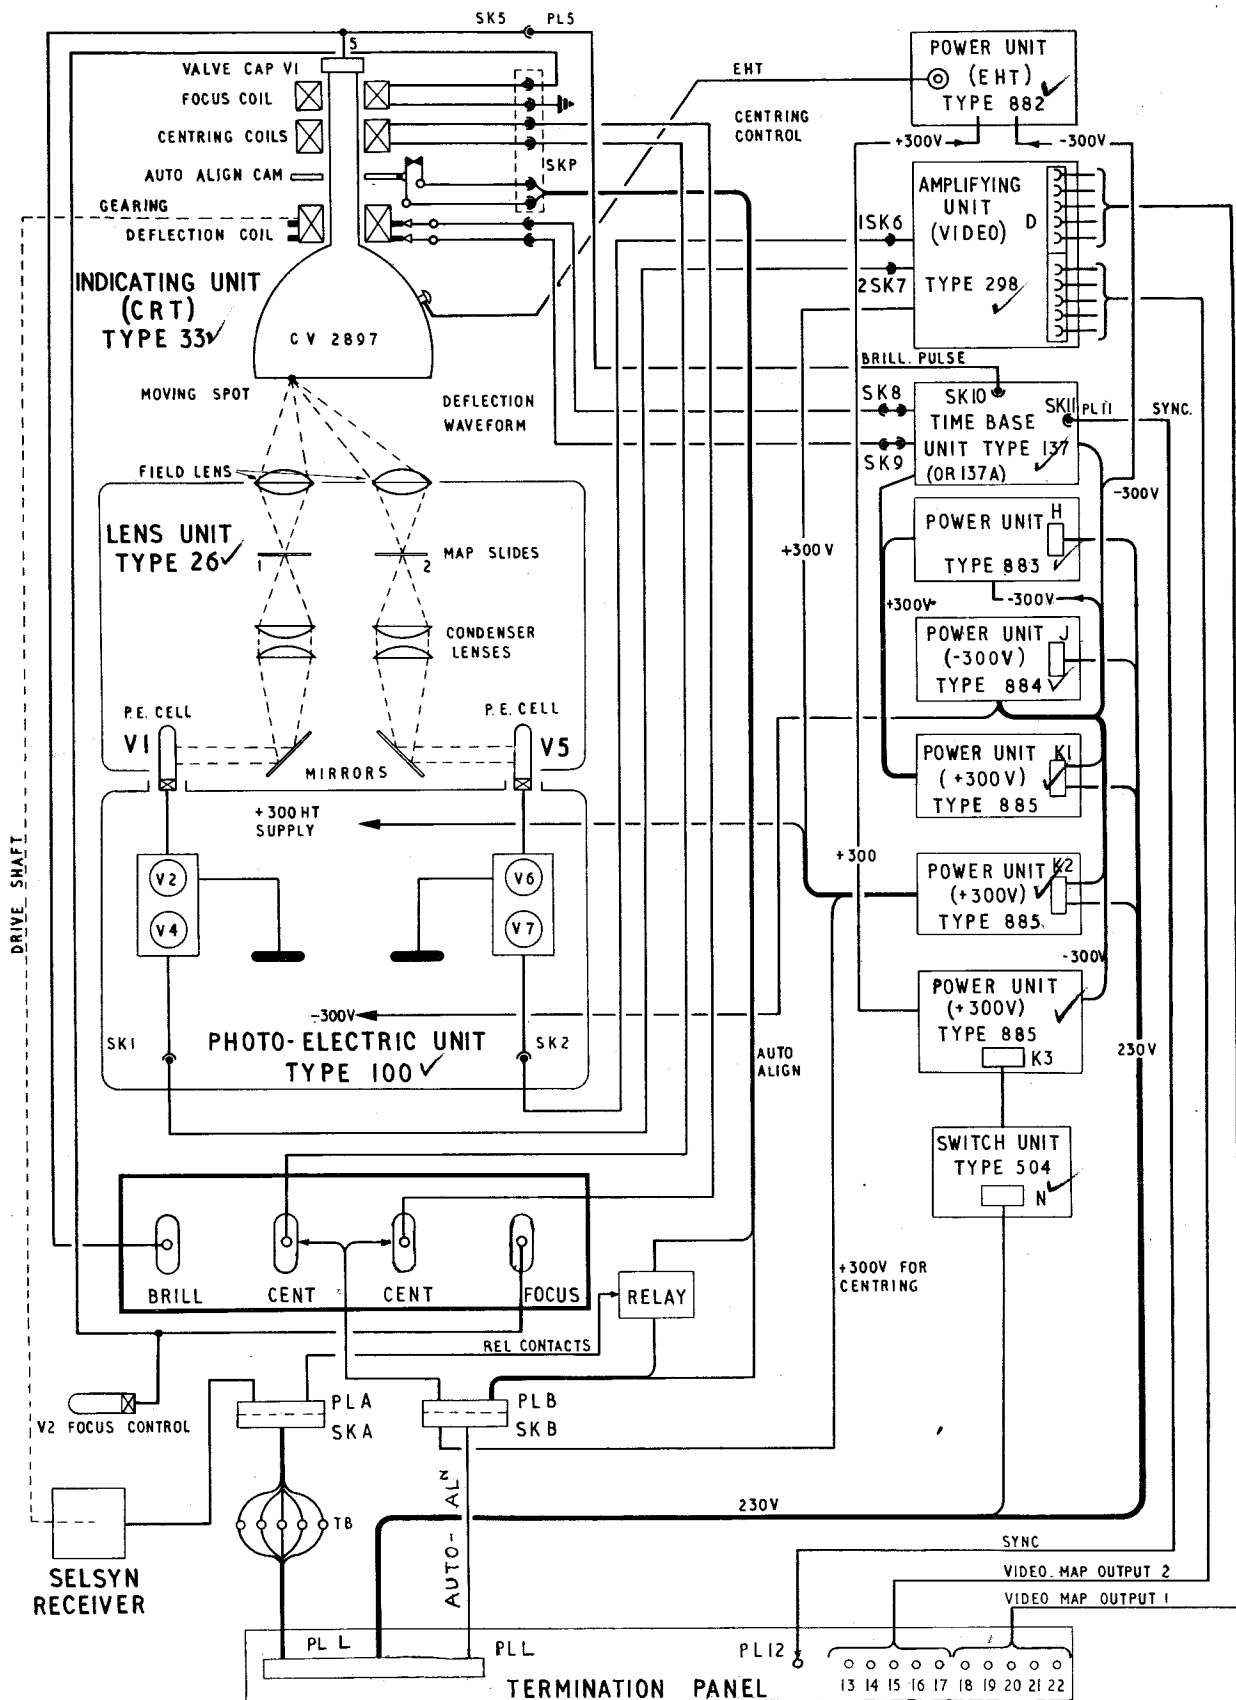 SK5
PL5
5
VALVE CAP V1
FOCUS COIL
CENTRING COILS
AUTO ALIGN CAM
GEARING
DEFLECTION COIL
SKP
INDICATING UNIT
(CRT)
TYPE 33
CV 2897
MOVING SPOT
EHT
CENTRING
CONTROL
POWER UNIT
(EHT)
TYPE 882
+300V
-300V
AMPLIFYING
UNIT
(VIDEO)
D
TYPE 298
1SK6
2SK7
BRILL. PULSE
DEFLECTION
WAVEFORM
SK8
SK9
SK10
SK11
PL11
SYNC.
TIME BASE
UNIT TYPE 137
(OR 137A)
-300V
FIELD LENS
LENS UNIT
TYPE 26
1
2
MAP SLIDES
CONDENSER
LENSES
P.E. CELL
V1
P.E. CELL
V5
MIRRORS
+300V
POWER UNIT
H
TYPE 883
+300V
-300V
POWER UNIT
J
(-300V)
TYPE 884
POWER UNIT
K1
(+300V)
TYPE 885
+300HT
SUPPLY
+300
POWER UNIT
K2
(+300V)
TYPE 885
-300V
DRIVE SHAFT
V2
V4
V6
V7
-300V
SK1
SK2
PHOTO-ELECTRIC UNIT
TYPE 100
AUTO
ALIGN
POWER UNIT
(+300V)
TYPE 885
K3
230V
SWITCH UNIT
TYPE 504
N
BRILL
CENT
CENT
FOCUS
RELAY
+300V FOR
CENTRING
REL CONTACTS
V2 FOCUS CONTROL
PLA
SKA
PLB
SKB
TB
AUTO-ALN
230V
SELSYN
RECEIVER
SYNC
VIDEO. MAP OUTPUT 2
VIDEO MAP OUTPUT 1
PL L
PLL
PL12
13 14 15 16 17 18 19 20 21 22
TERMINATION PANEL